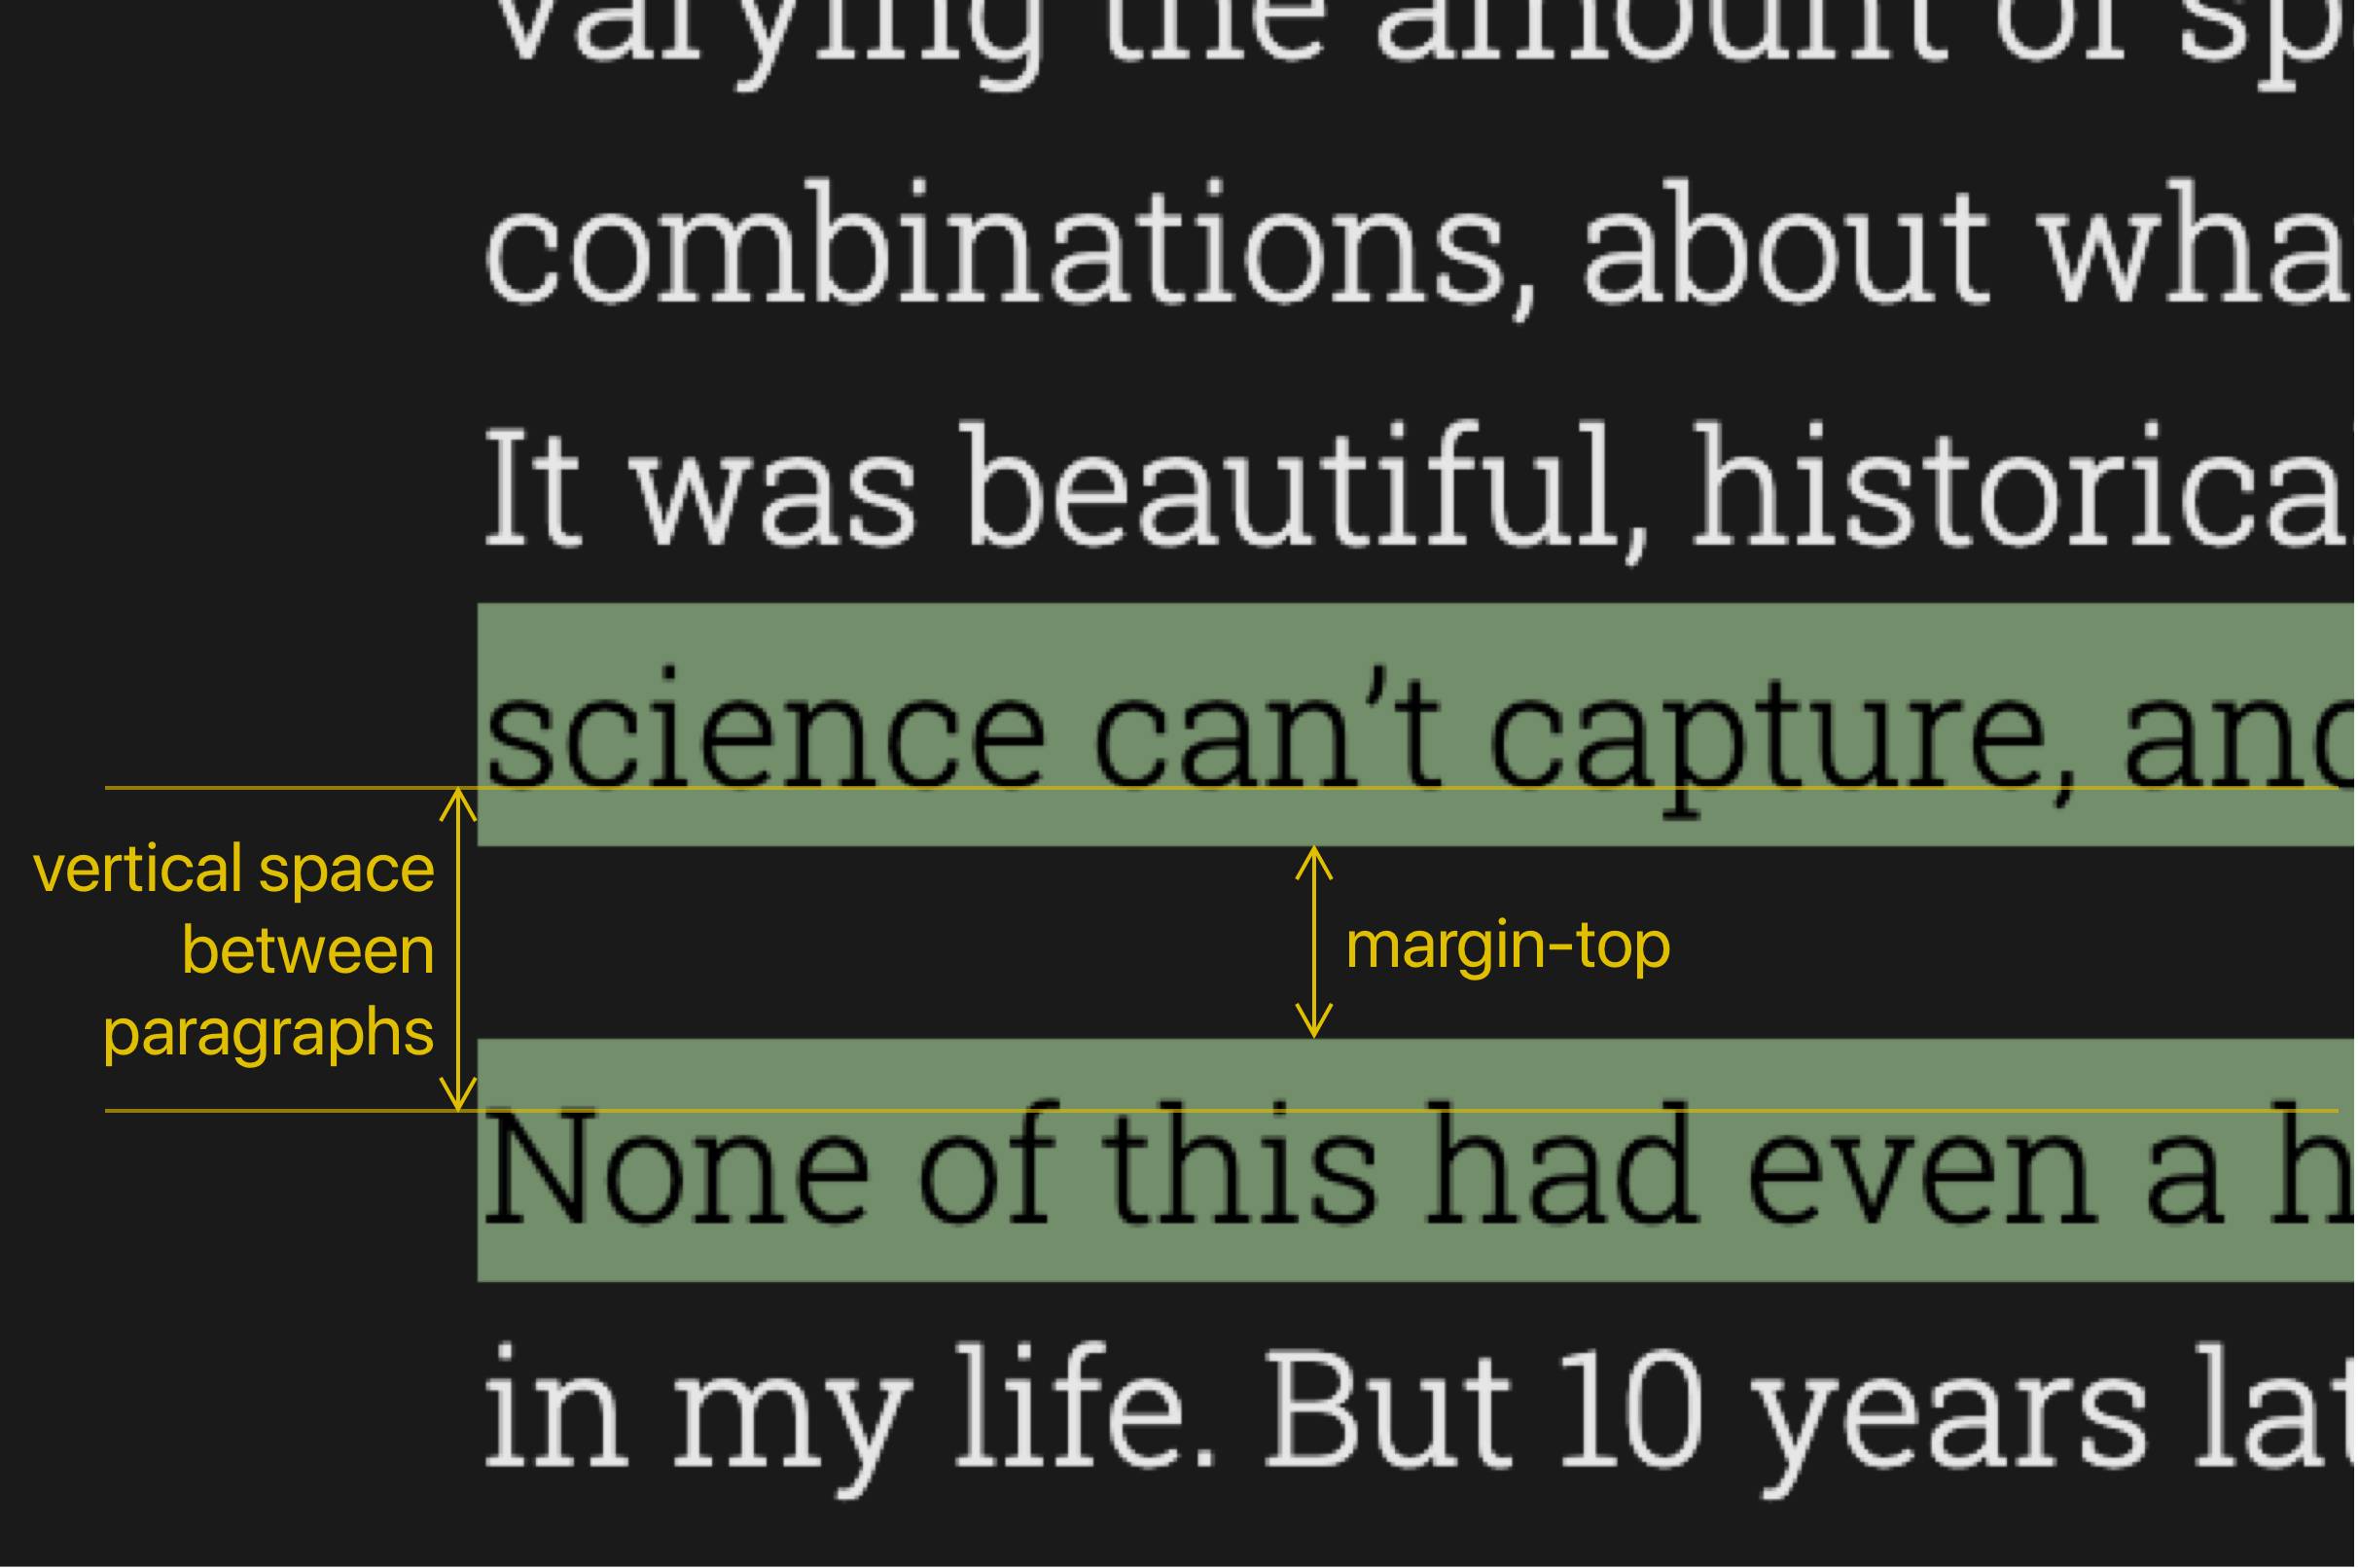 varying the amount of sp
combinations, about wha
It was beautiful, historical
science can’t capture, and
vertical space
between
paragraphs
margin-top
None of this had even a h
in my life. But 10 years lat